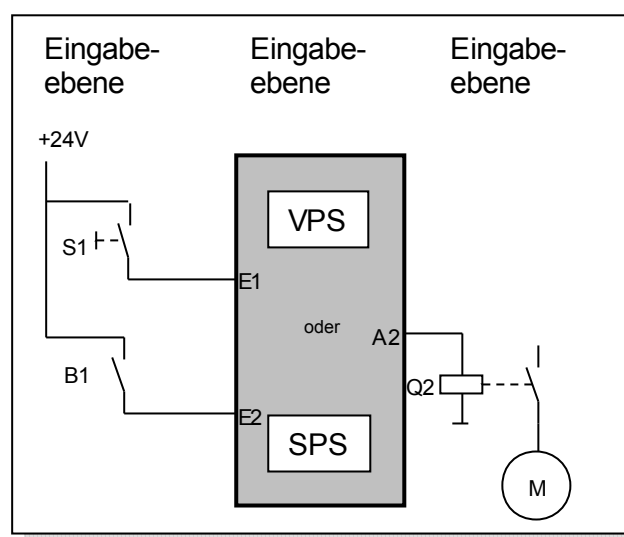 Eingabe-
ebene
Eingabe-
ebene
Eingabe-
ebene
+24V
VPS
S1
E1
oder
A2
B1
Q2
E2
SPS
M